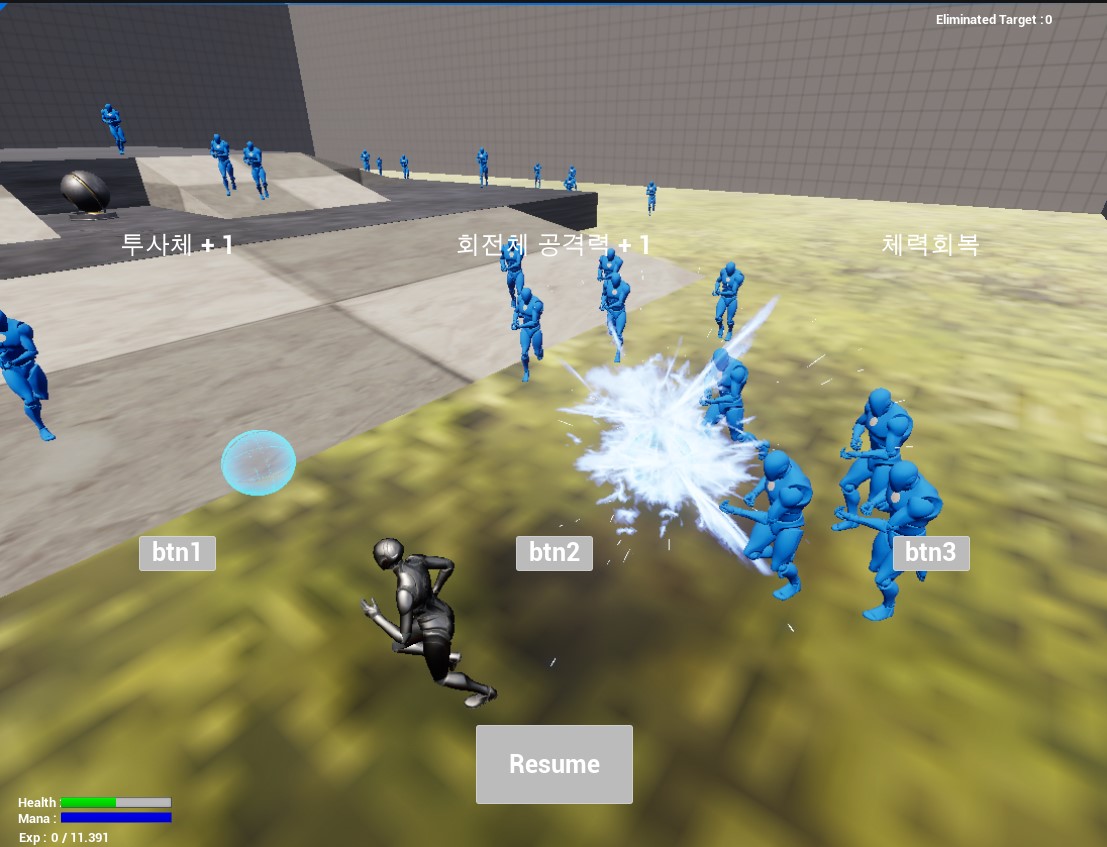 Eliminated Target : 0
투사체 + 1
회전체 공격력 + 1
체력회복
btn1
btn2
btn3
Resume
Health :
Mana :
Exp : 0 / 11.391